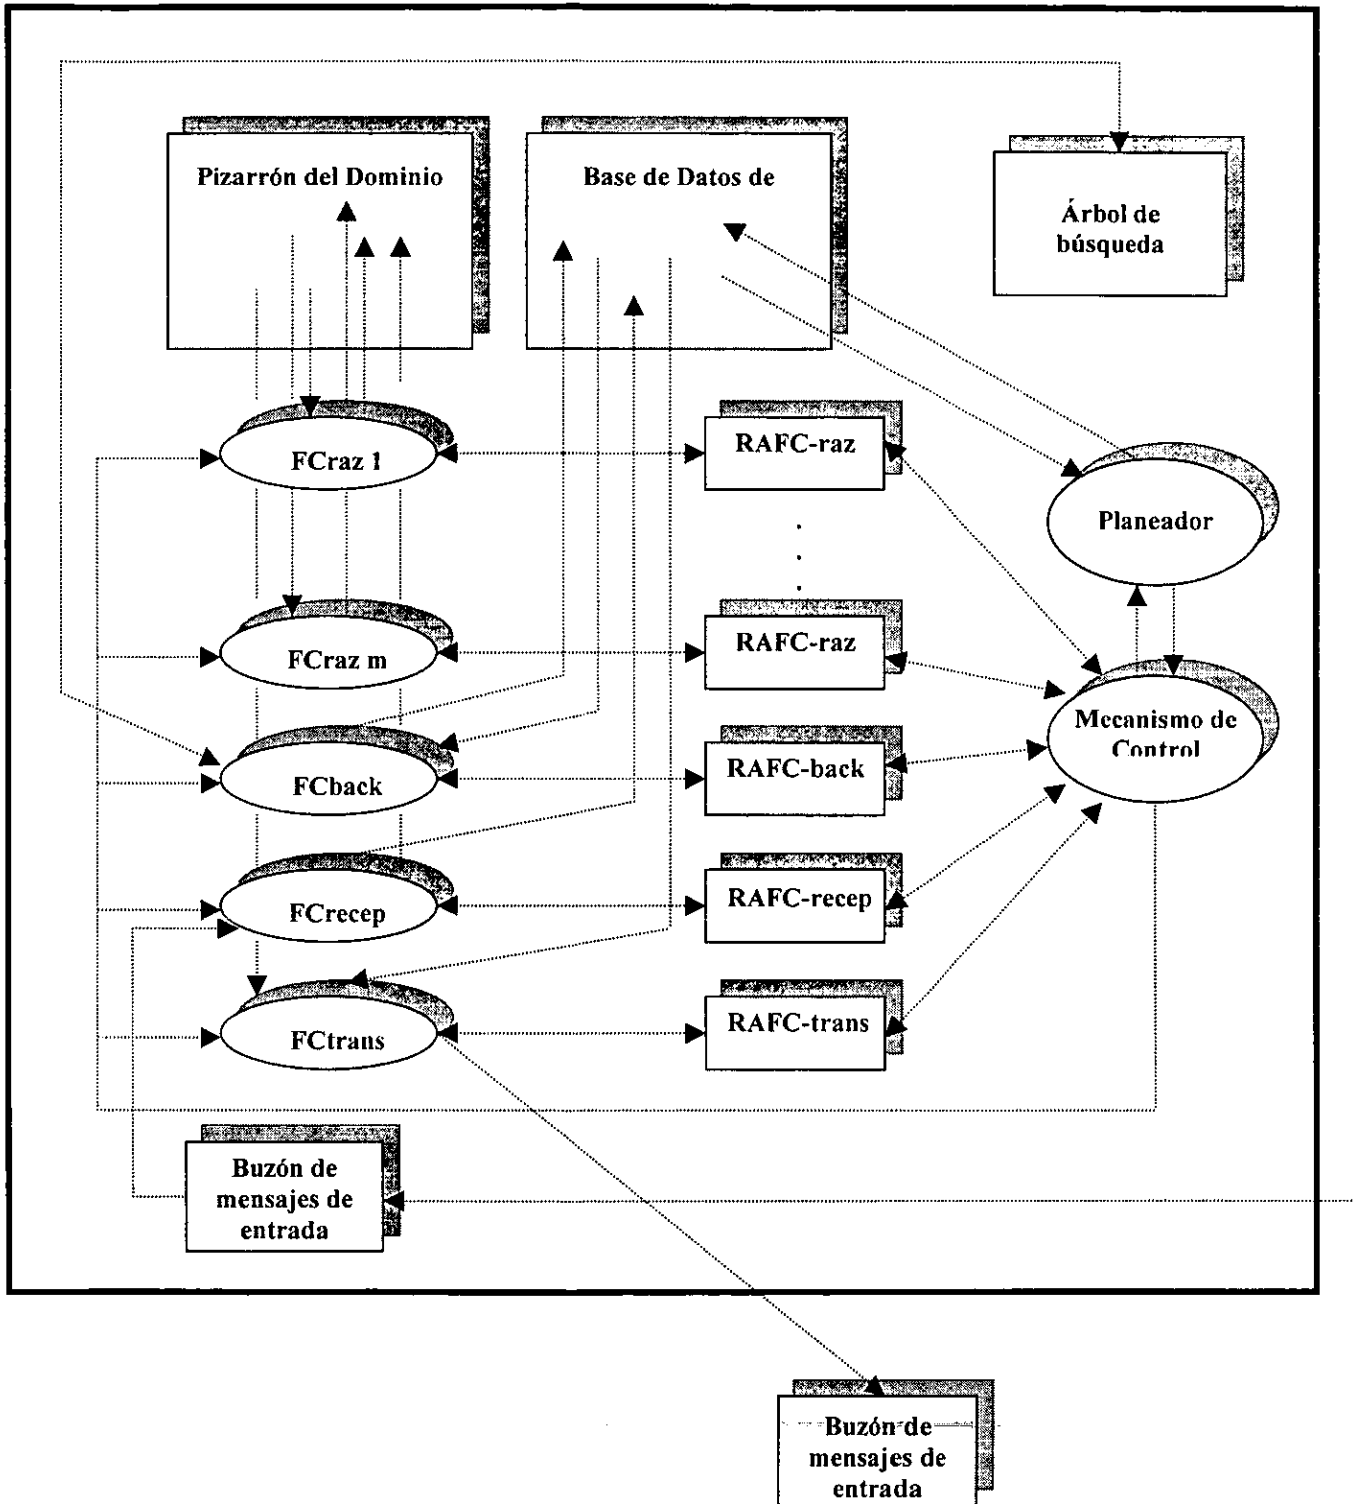 Pizarrón del Dominio
Base de Datos de
Árbol de
búsqueda
FCraz 1
RAFC-raz
Planeador
FCraz m
RAFC-raz
Mecanismo de
Control
FCback
RAFC-back
FCrecep
RAFC-recep
FCtrans
RAFC-trans
Buzón de
mensajes de
entrada
Buzón de
mensajes de
entrada